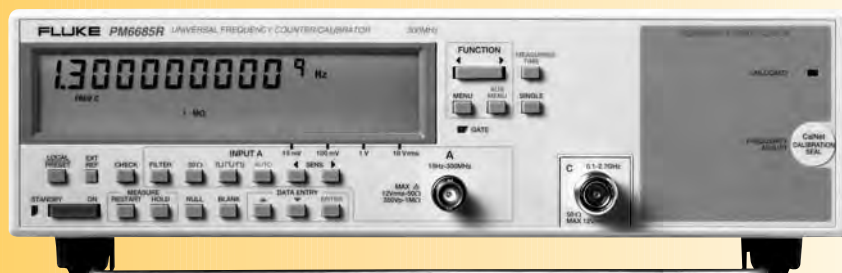 FLUKE PM6685R UNIVERSAL FREQUENCY COUNTER/CALIBRATOR 300MHz
1.300000000 9 Hz
FREQ C
1 MΩ
FUNCTION
MEASURING TIME
MENU
AUX MENU
SINGLE
GATE
UNLOCKED
CalNet
CALIBRATION
SEAL
INPUT A 10 mV 100 mV 1 V 10 Vrms
LOCAL PRESET
EXT REF
CHECK
FILTER
50Ω
AUTO
SENS
A
10Hz-300MHz
MAX
12Vrms-50Ω
350Vp-1MΩ
C 0.1-2.7GHz
50Ω
MAX 12V
STANDBY ON
MEASURE
RESTART HOLD
NULL BLANK
DATA ENTRY
ENTER